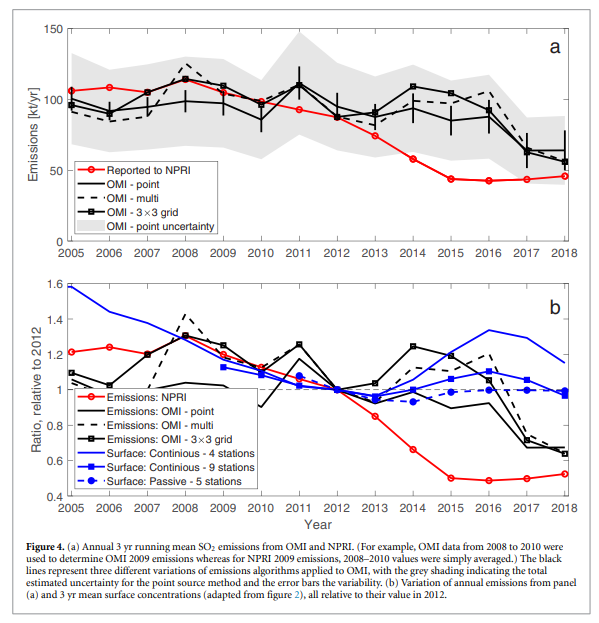 150
a
100
50
0
Emissions [kt/yr]
Reported to NPRI
OMI - point
OMI - multi
OMI - 3×3 grid
OMI - point uncertainty
2005 2006 2007 2008 2009 2010 2011 2012 2013 2014 2015 2016 2017 2018
1.6
b
1.4
1.2
1
0.8
0.6
0.4
Ratio, relative to 2012
Emissions: NPRI
Emissions: OMI - point
Emissions: OMI - multi
Emissions: OMI - 3×3 grid
Surface: Continious - 4 stations
Surface: Continious - 9 stations
Surface: Passive - 5 stations
2005 2006 2007 2008 2009 2010 2011 2012 2013 2014 2015 2016 2017 2018
Year
Figure 4. (a) Annual 3 yr running mean SO₂ emissions from OMI and NPRI. (For example, OMI data from 2008 to 2010 were
used to determine OMI 2009 emissions whereas for NPRI 2009 emissions, 2008–2010 values were simply averaged.) The black
lines represent three different variations of emissions algorithms applied to OMI, with the grey shading indicating the total
estimated uncertainty for the point source method and the error bars the variability. (b) Variation of annual emissions from panel
(a) and 3 yr mean surface concentrations (adapted from figure 2), all relative to their value in 2012.